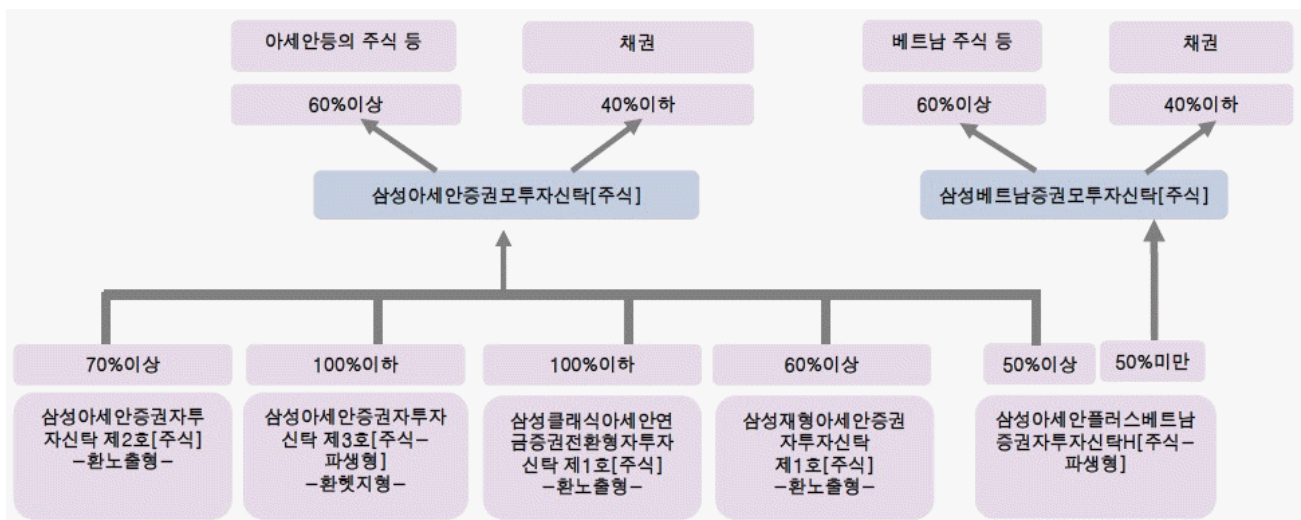 아세안등의 주식 등
채권
베트남 주식 등
채권
60%이상
40%이하
60%이상
40%이하
삼성아세안증권모투자신탁[주식]
삼성베트남증권모투자신탁[주식]
70%이상
100%이하
100%이하
60%이상
50%이상
50%미만
삼성아세안증권자투
자신탁 제2호[주식]
-환노출형-
삼성아세안증권자투자
신탁 제3호[주식-
파생형]
-환헷지형-
삼성클래식아세안연
금증권전환형자투자
신탁 제1호[주식]
-환노출형-
삼성재형아세안증권
자투자신탁
제1호[주식]
-환노출형-
삼성아세안플러스베트남
증권자투자신탁H[주식-
파생형]